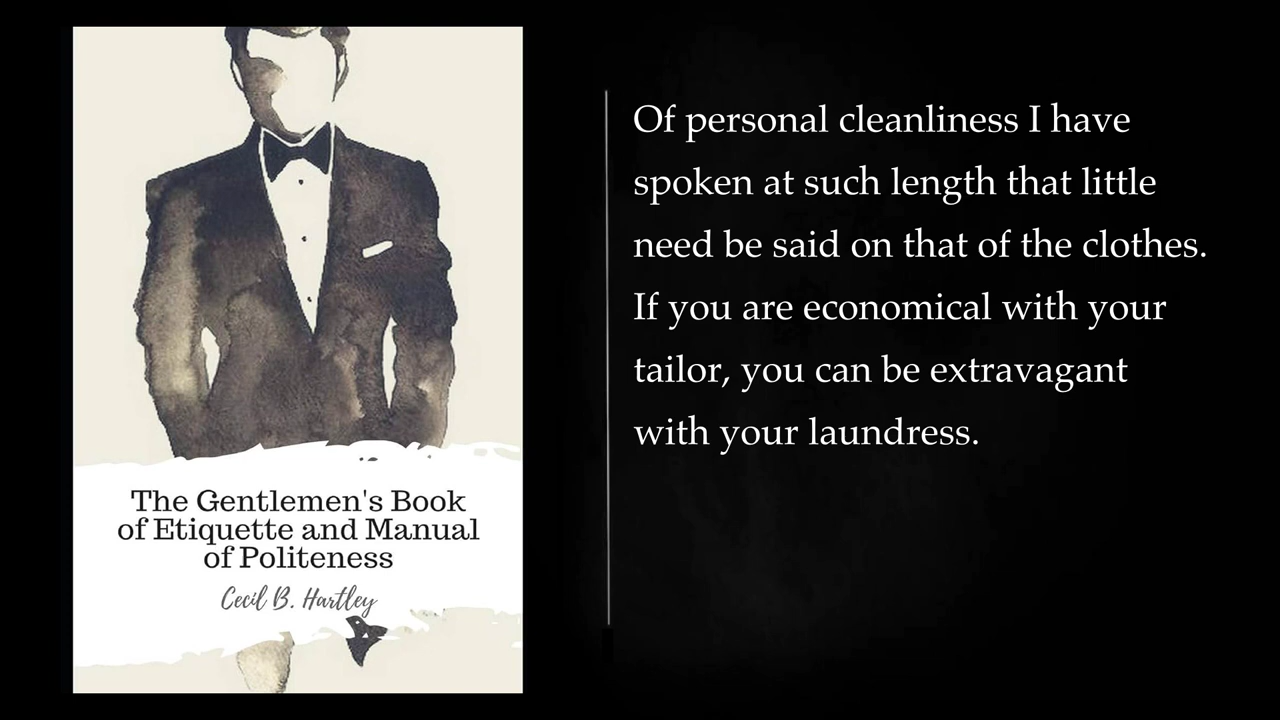 The Gentlemen's Book
of Etiquette and Manual
of Politeness
Cecil B. Hartley
Of personal cleanliness I have
spoken at such length that little
need be said on that of the clothes.
If you are economical with your
tailor, you can be extravagant
with your laundress.